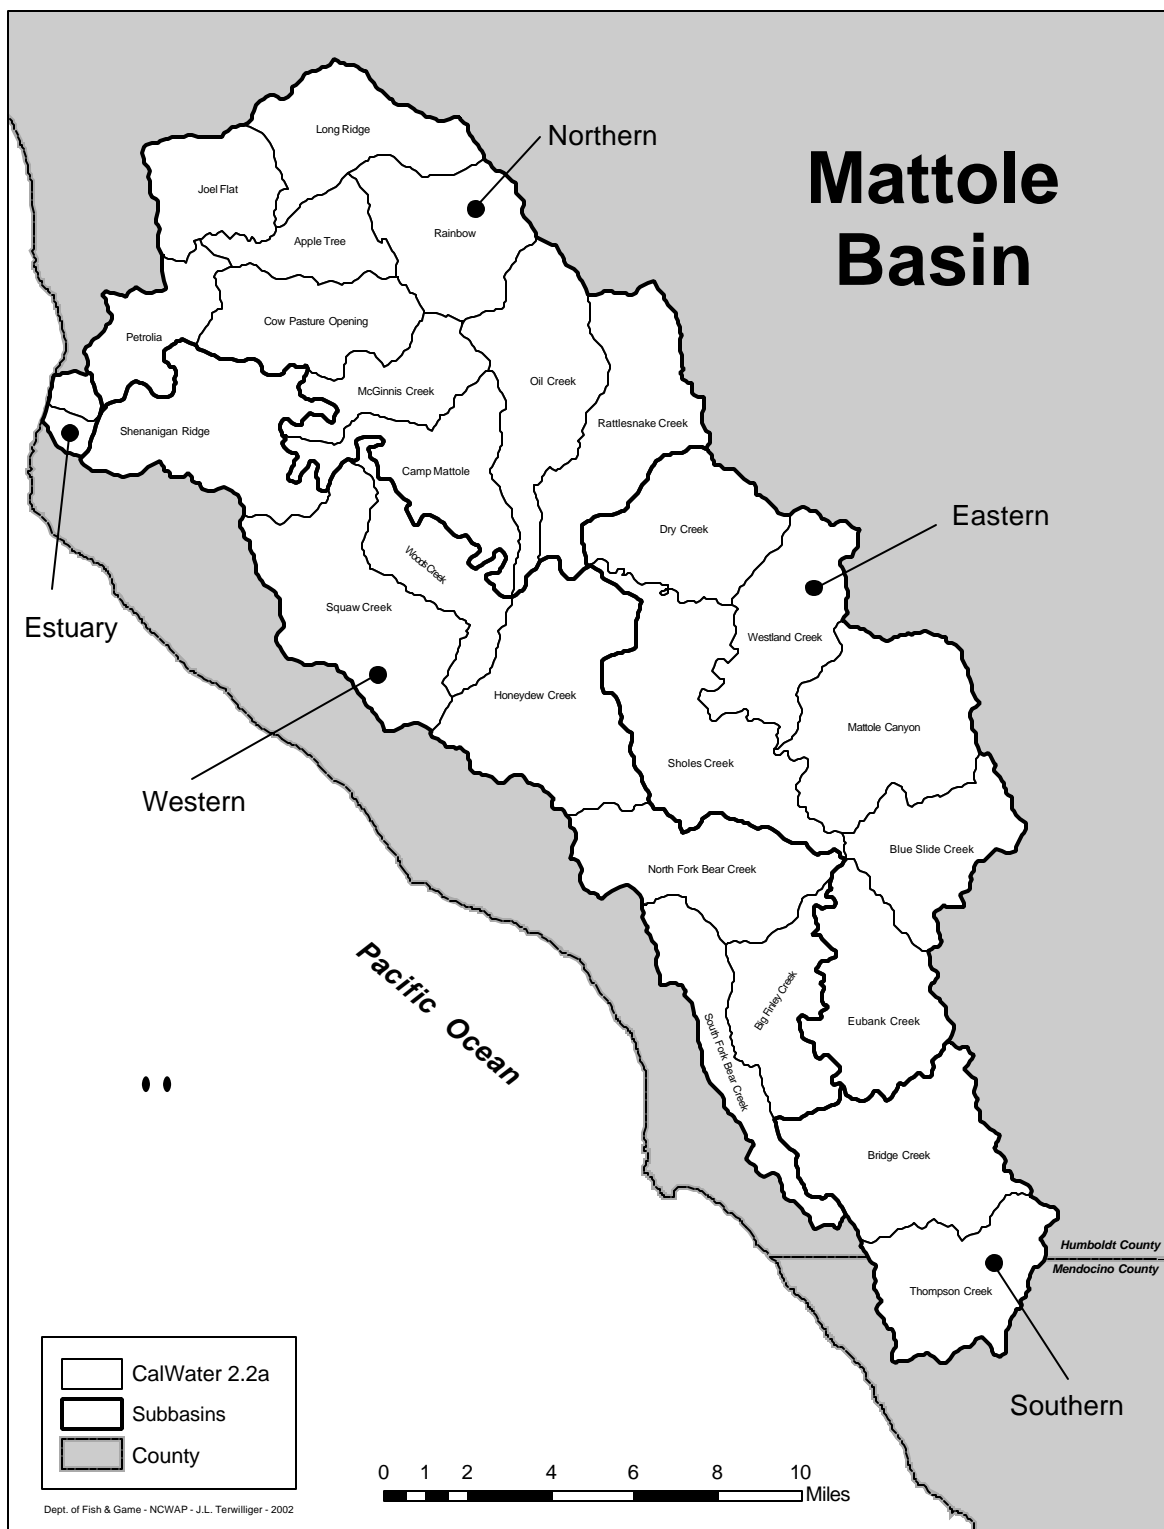 Mattole
Basin
Northern
Long Ridge
Joel Flat
Apple Tree
Rainbow
Cow Pasture Opening
Petrolia
McGinnis Creek
Oil Creek
Rattlesnake Creek
Shenanigan Ridge
Camp Mattole
Dry Creek
Eastern
Woods Creek
Squaw Creek
Estuary
Westland Creek
Honeydew Creek
Mattole Canyon
Sholes Creek
Western
Blue Slide Creek
North Fork Bear Creek
Pacific Ocean
Big Finley Creek
South Fork Bear Creek
Eubank Creek
Bridge Creek
Humboldt County
Mendocino County
Thompson Creek
Southern
CalWater 2.2a
Subbasins
County
0 1 2 4 6 8 10
Miles
Dept. of Fish & Game - NCWAP - J.L. Terwilliger - 2002